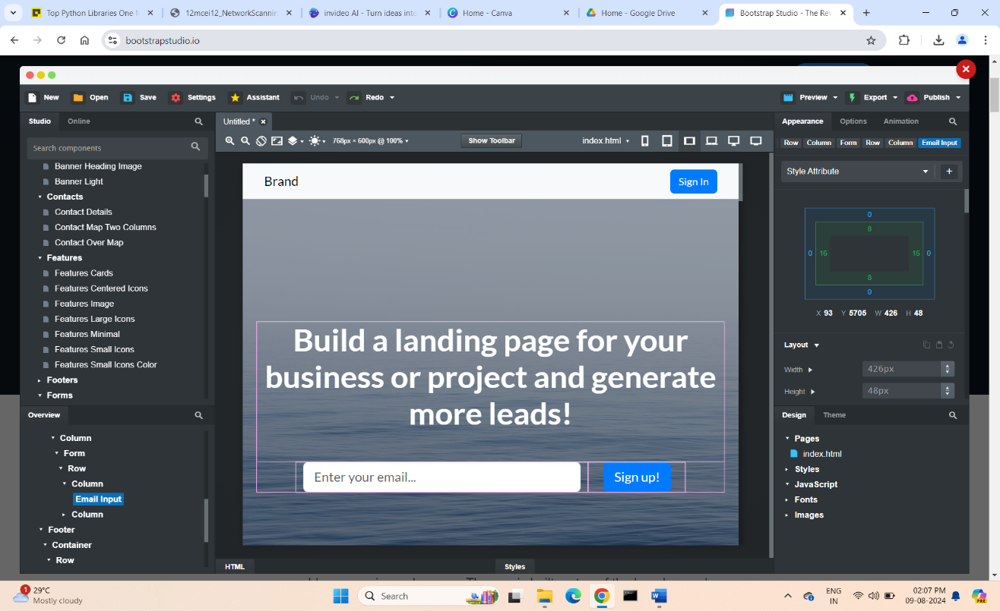 Top Python Libraries One M
12mcei12_NetworkScannin
invideo AI - Turn ideas into
Home - Canva
Home - Google Drive
Bootstrap Studio - The Rev
bootstrapstudio.io
New
Open
Save
Settings
Assistant
Undo
Redo
Preview
Export
Publish
Studio
Online
Search components
Banner Heading Image
Banner Light
Contacts
Contact Details
Contact Map Two Columns
Contact Over Map
Features
Features Cards
Features Centered Icons
Features Image
Features Large Icons
Features Minimal
Features Small Icons
Features Small Icons Color
Footers
Forms
Overview
Column
Form
Row
Column
Email Input
Column
Footer
Container
Row
Untitled *
768px × 600px @ 100%
Show Toolbar
index.html
Brand
Sign In
Build a landing page for your
business or project and generate
more leads!
Enter your email...
Sign up!
HTML
Styles
Appearance
Options
Animation
Row Column Form Row Column Email Input
Style Attribute
0
8
0 16 16 0
8
0
X 93 Y 5705 W 426 H 48
Layout
Width 426px
Height 48px
Design
Theme
Pages
index.html
Styles
JavaScript
Fonts
Images
1
29°C
Mostly cloudy
Search
ENG
IN
02:07 PM
09-08-2024
PRE